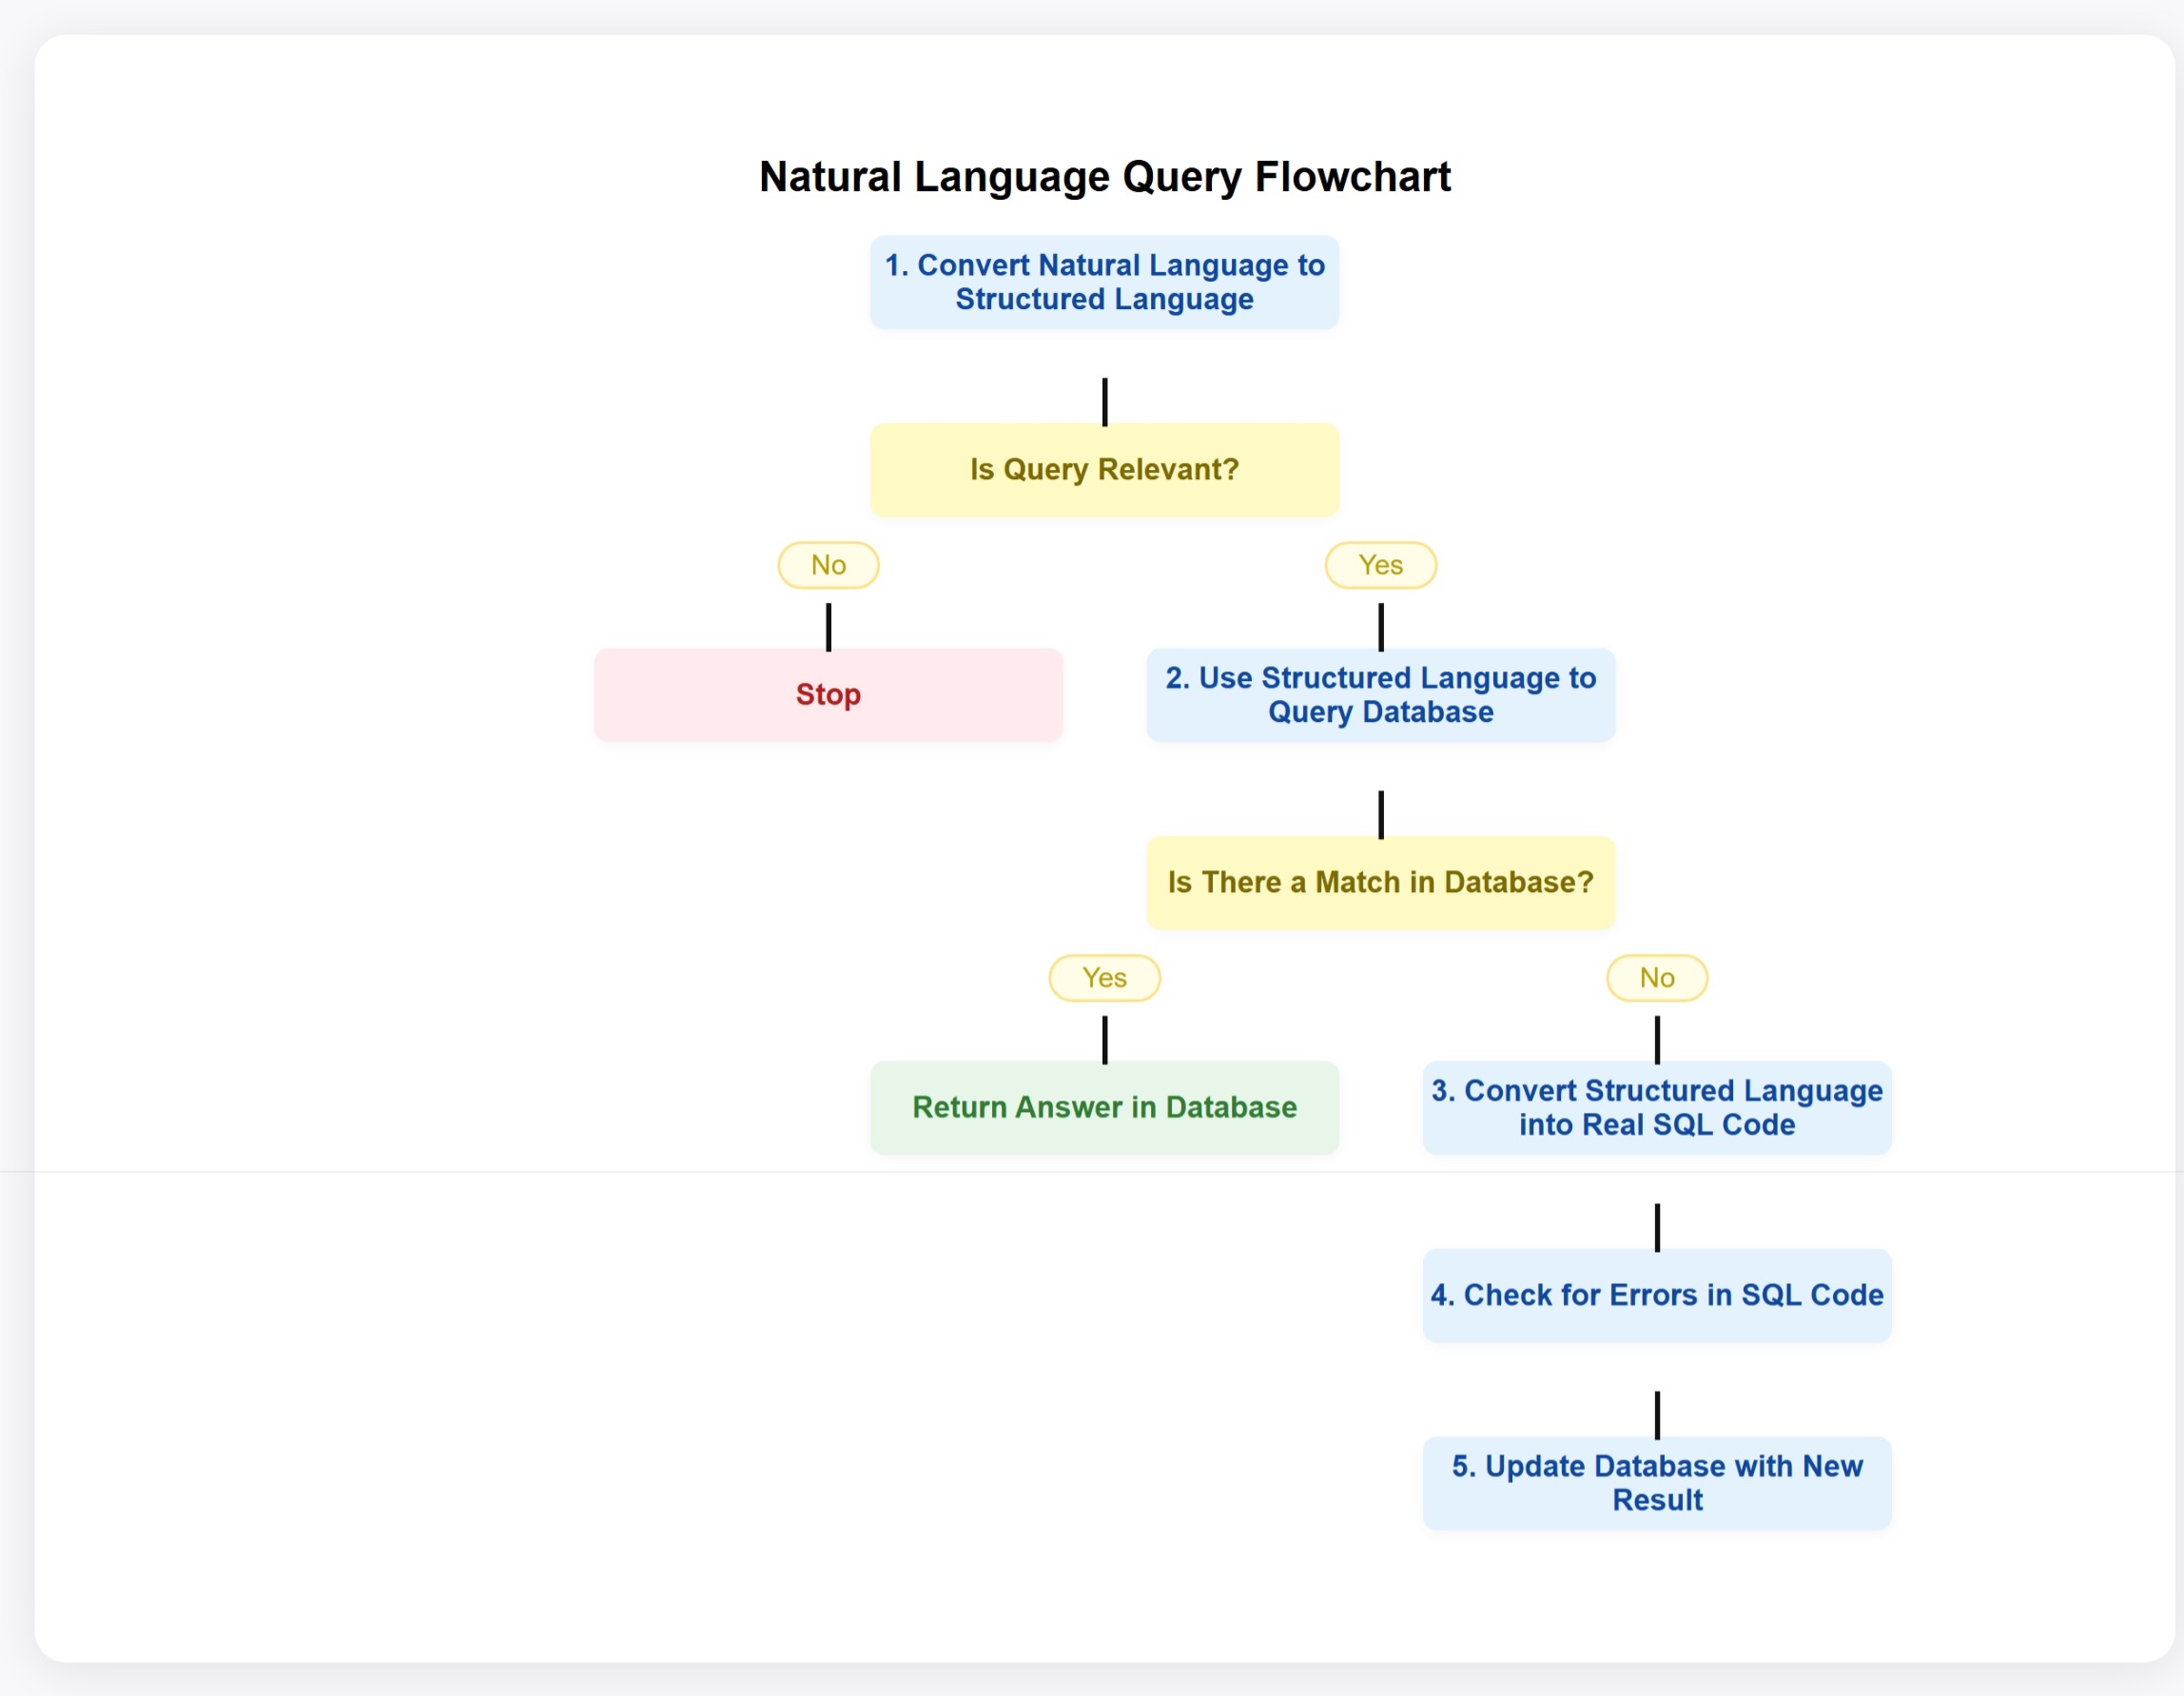 Natural Language Query Flowchart
1. Convert Natural Language to
Structured Language
Is Query Relevant?
No
Yes
Stop
2. Use Structured Language to
Query Database
Is There a Match in Database?
Yes
No
Return Answer in Database
3. Convert Structured Language
into Real SQL Code
4. Check for Errors in SQL Code
5. Update Database with New
Result